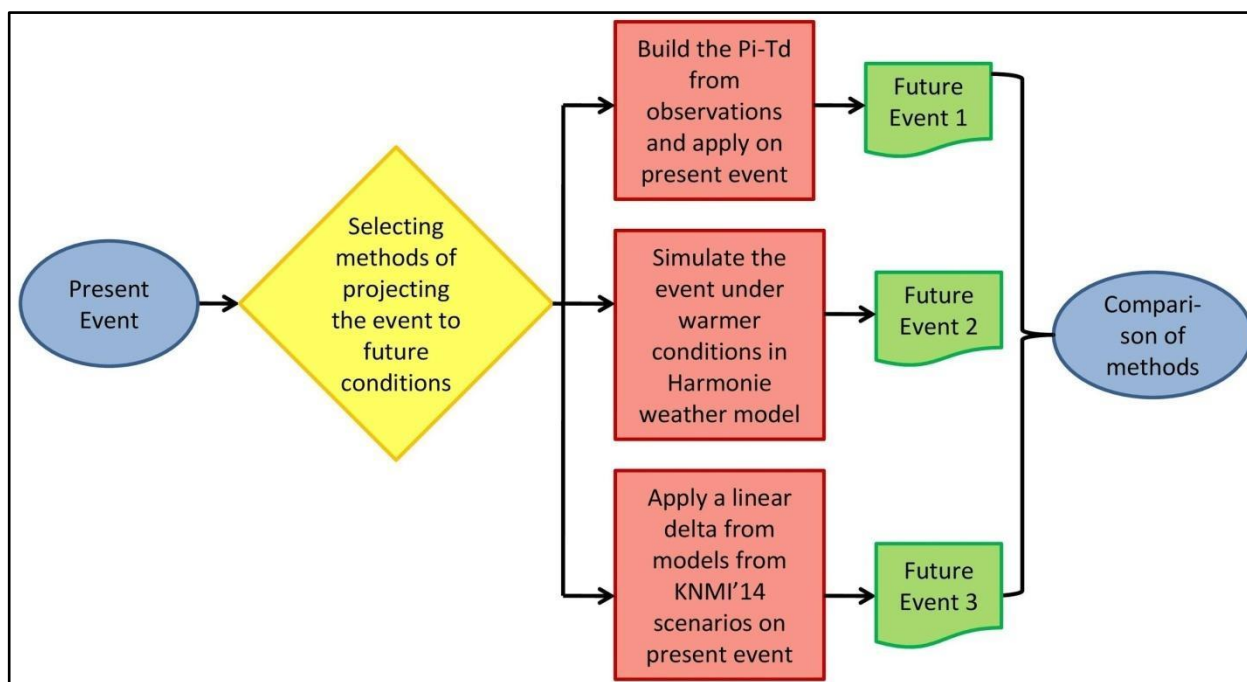 Present
Event
Selecting
methods of
projecting
the event to
future
conditions
Build the Pi-Td
from
observations
and apply on
present event
Future
Event 1
Simulate the
event under
warmer
conditions in
Harmonie
weather model
Future
Event 2
Apply a linear
delta from
models from
KNMI’14
scenarios on
present event
Future
Event 3
Compari-
son of
methods